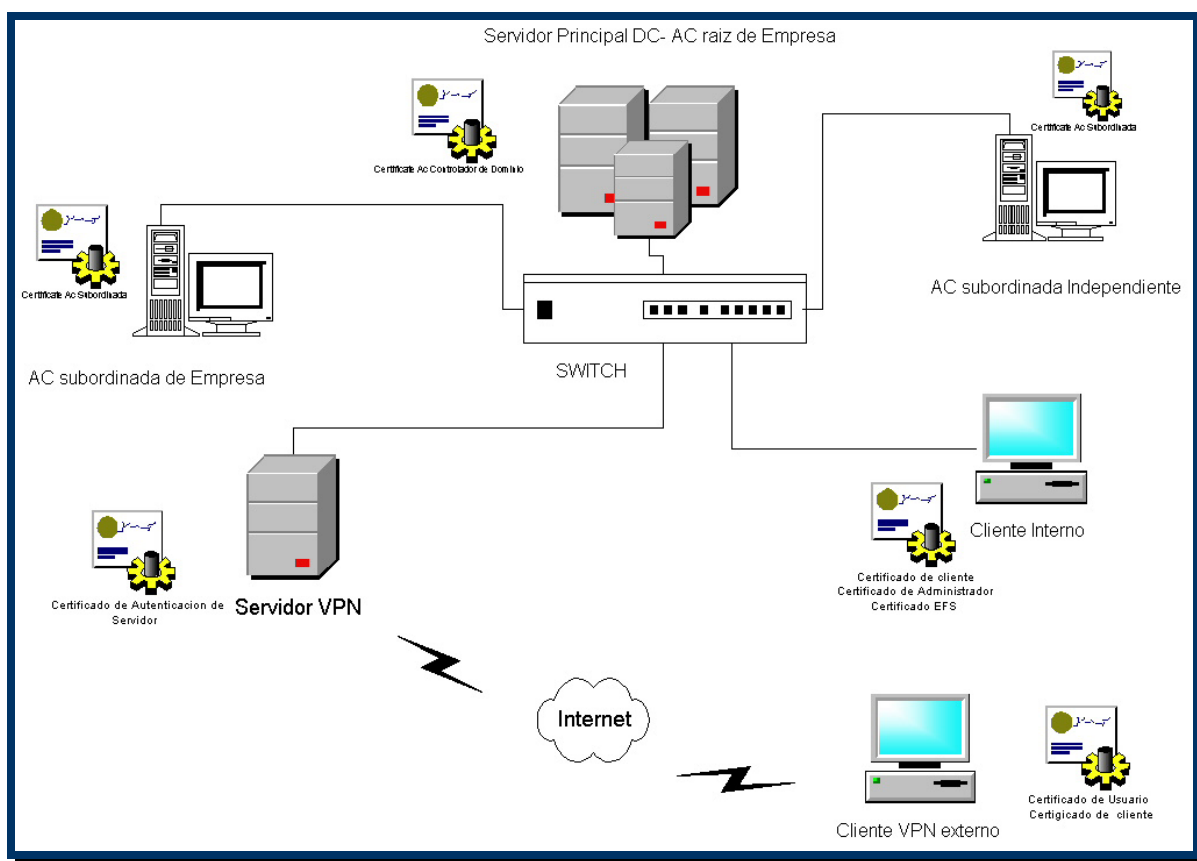 Servidor Principal DC- AC raiz de Empresa
Certificate Ac Controlador de Dominio
Certificate Ac Subordinada
Certificate Ac Subordinada
AC subordinada Independiente
AC subordinada de Empresa
SWITCH
Cliente Interno
Certificado de cliente
Certificado de Administrador
Certificado EFS
Certificado de Autenticacion de
Servidor
Servidor VPN
Internet
Certificado de Usuario
Certigicado de cliente
Cliente VPN externo